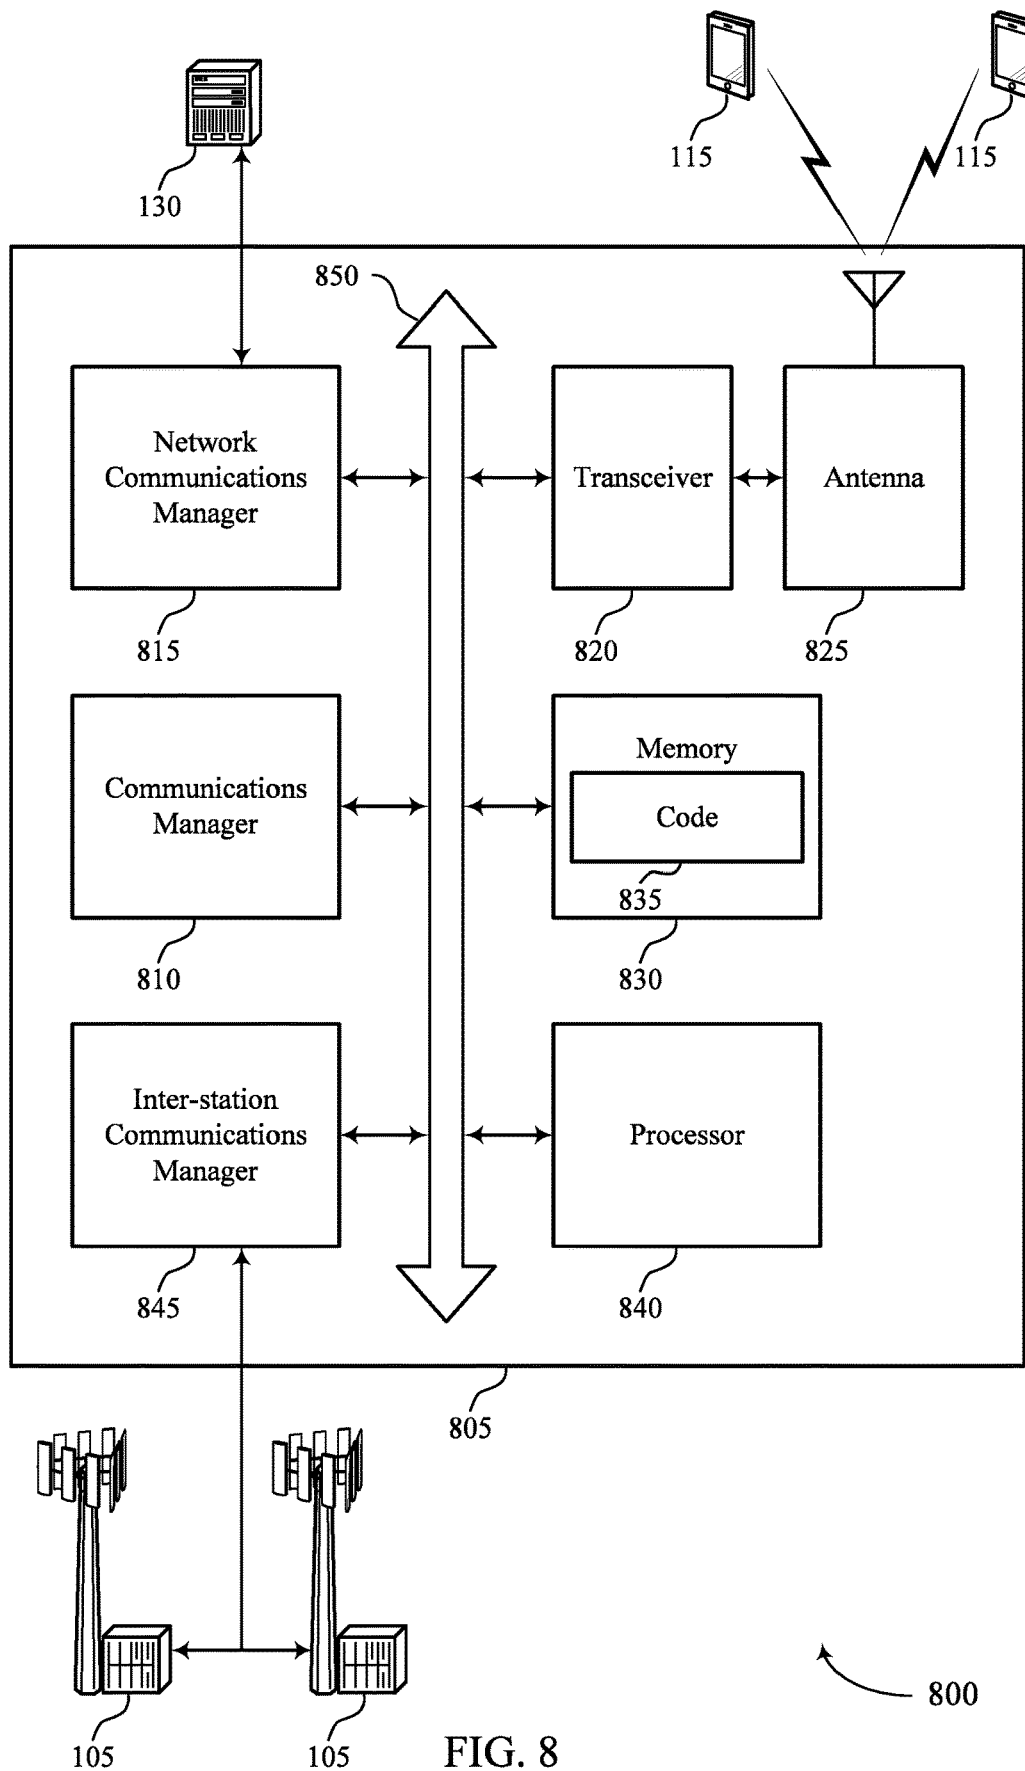 115
115
130
850
Network
Communications
Manager
Transceiver
Antenna
815
820
825
Communications
Manager
Memory
Code
835
810
830
Inter-station
Communications
Manager
Processor
845
840
805
800
105
105
FIG. 8